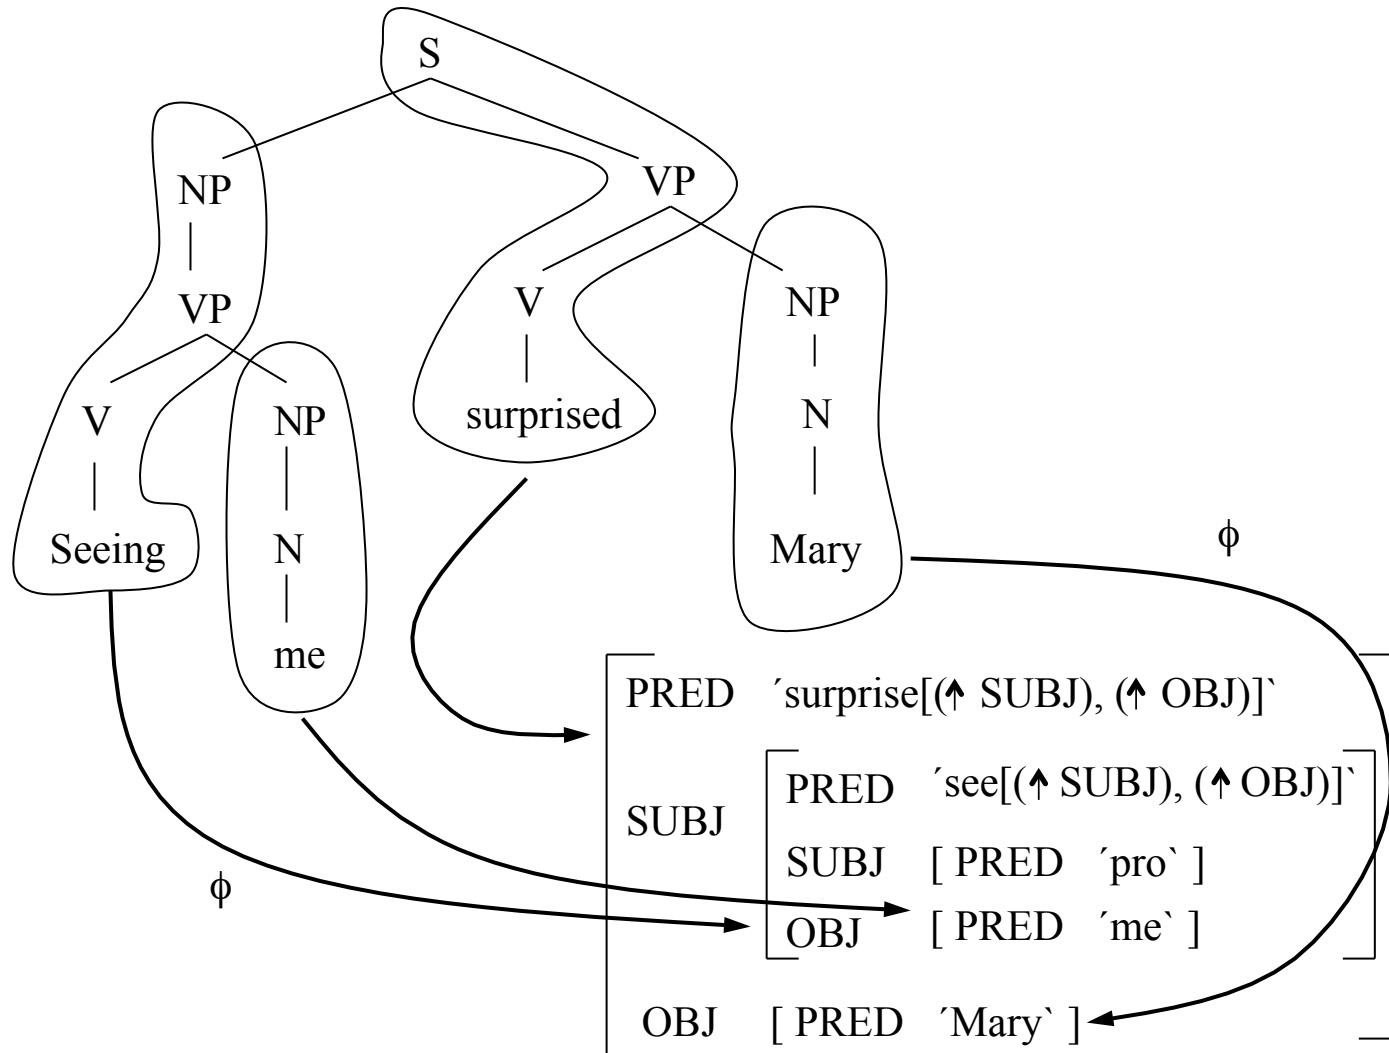 S
NP VP
VP V NP
V NP surprised N
Seeing N Mary ϕ
me
PRED ´surprise[(↑ SUBJ), (↑ OBJ)]`
SUBJ PRED ´see[(↑ SUBJ), (↑ OBJ)]`
SUBJ [ PRED ´pro` ]
ϕ
OBJ [ PRED ´me` ]
OBJ [ PRED ´Mary` ]